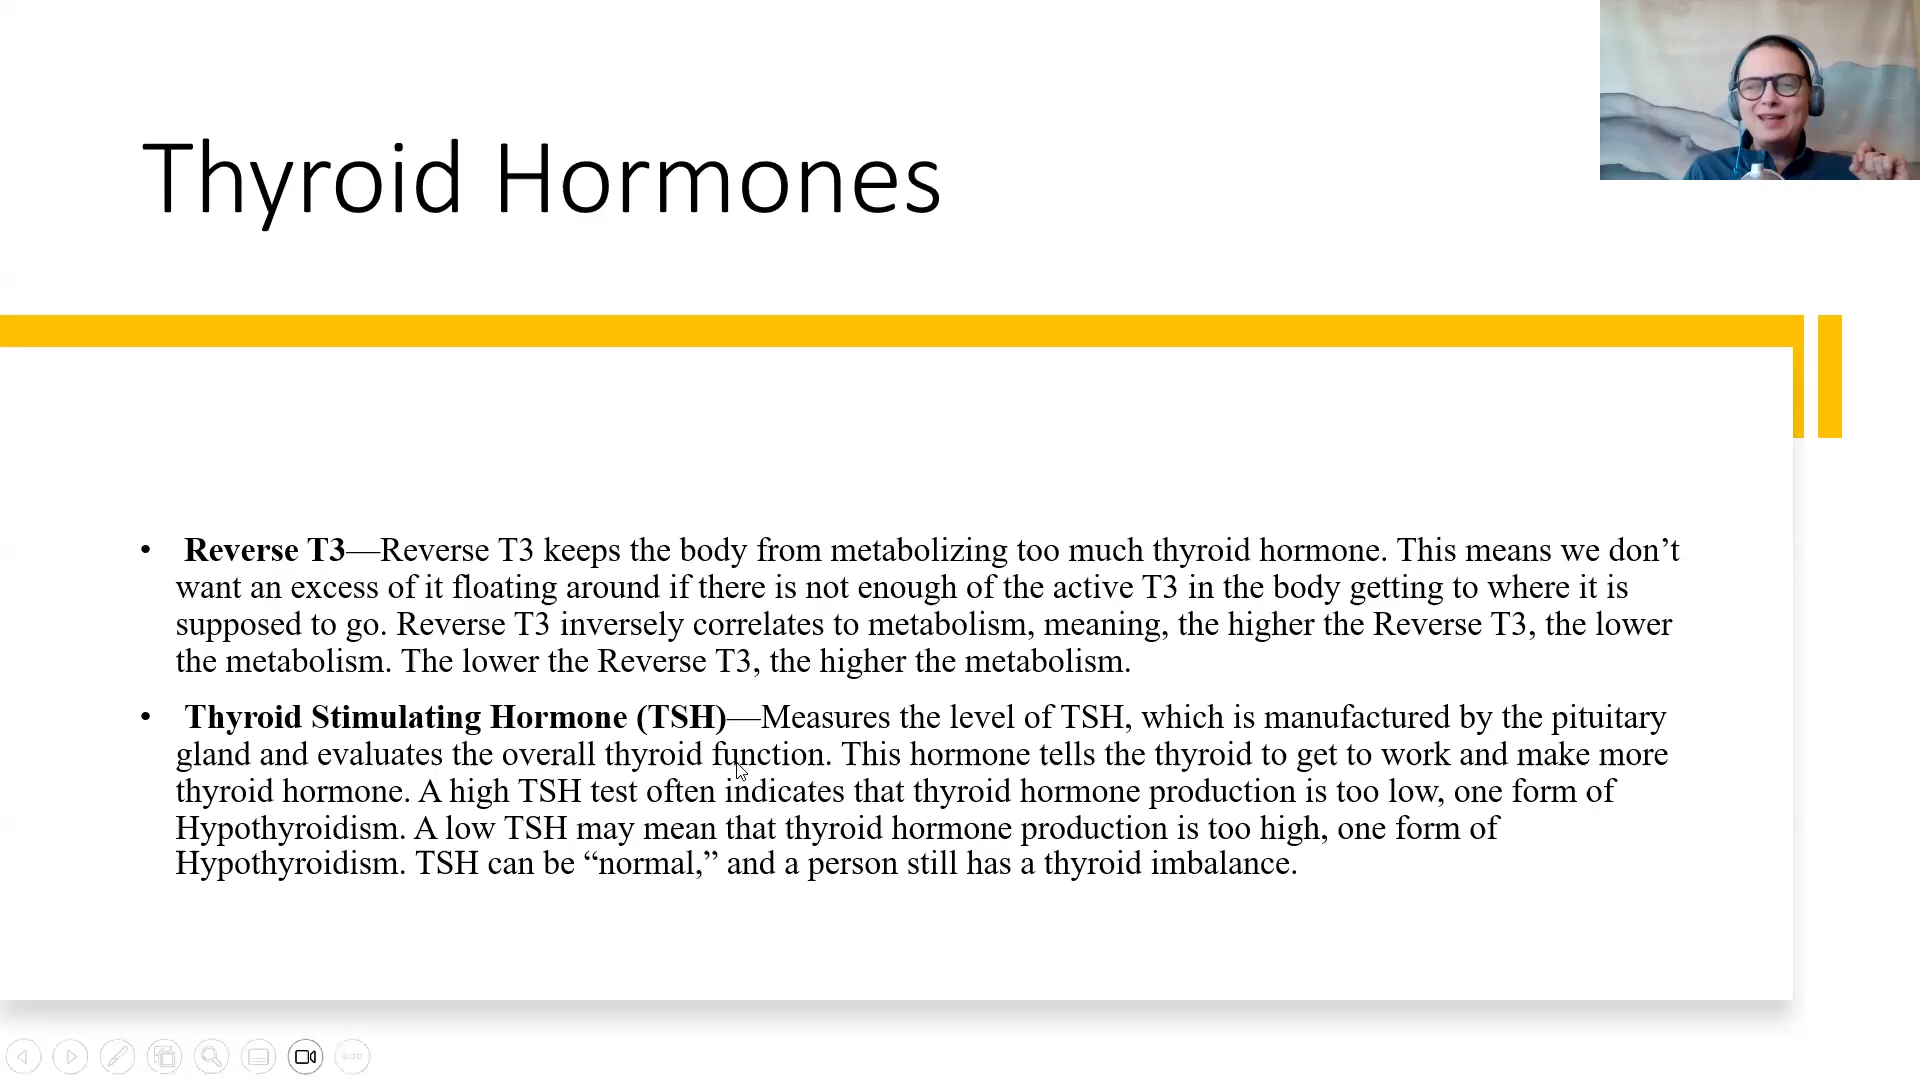 Thyroid Hormones
• Reverse T3—Reverse T3 keeps the body from metabolizing too much thyroid hormone. This means we don’t
want an excess of it floating around if there is not enough of the active T3 in the body getting to where it is
supposed to go. Reverse T3 inversely correlates to metabolism, meaning, the higher the Reverse T3, the lower
the metabolism. The lower the Reverse T3, the higher the metabolism.
• Thyroid Stimulating Hormone (TSH)—Measures the level of TSH, which is manufactured by the pituitary
gland and evaluates the overall thyroid function. This hormone tells the thyroid to get to work and make more
thyroid hormone. A high TSH test often indicates that thyroid hormone production is too low, one form of
Hypothyroidism. A low TSH may mean that thyroid hormone production is too high, one form of
Hypothyroidism. TSH can be “normal,” and a person still has a thyroid imbalance.